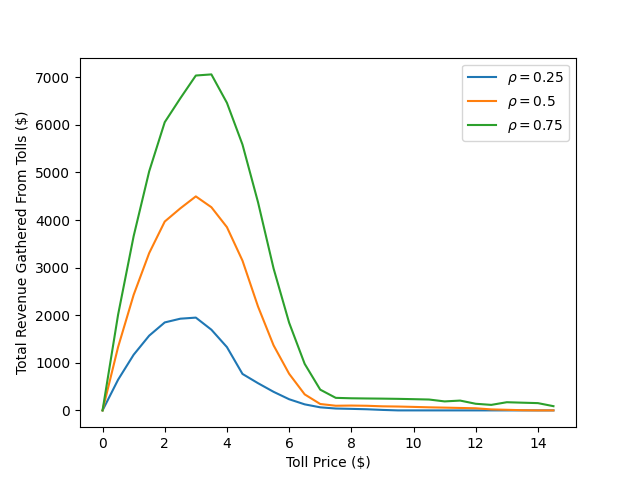 Total Revenue Gathered From Tolls ($)
7000
6000
5000
4000
3000
2000
1000
0
ρ = 0.25
ρ = 0.5
ρ = 0.75
0 2 4 6 8 10 12 14
Toll Price ($)